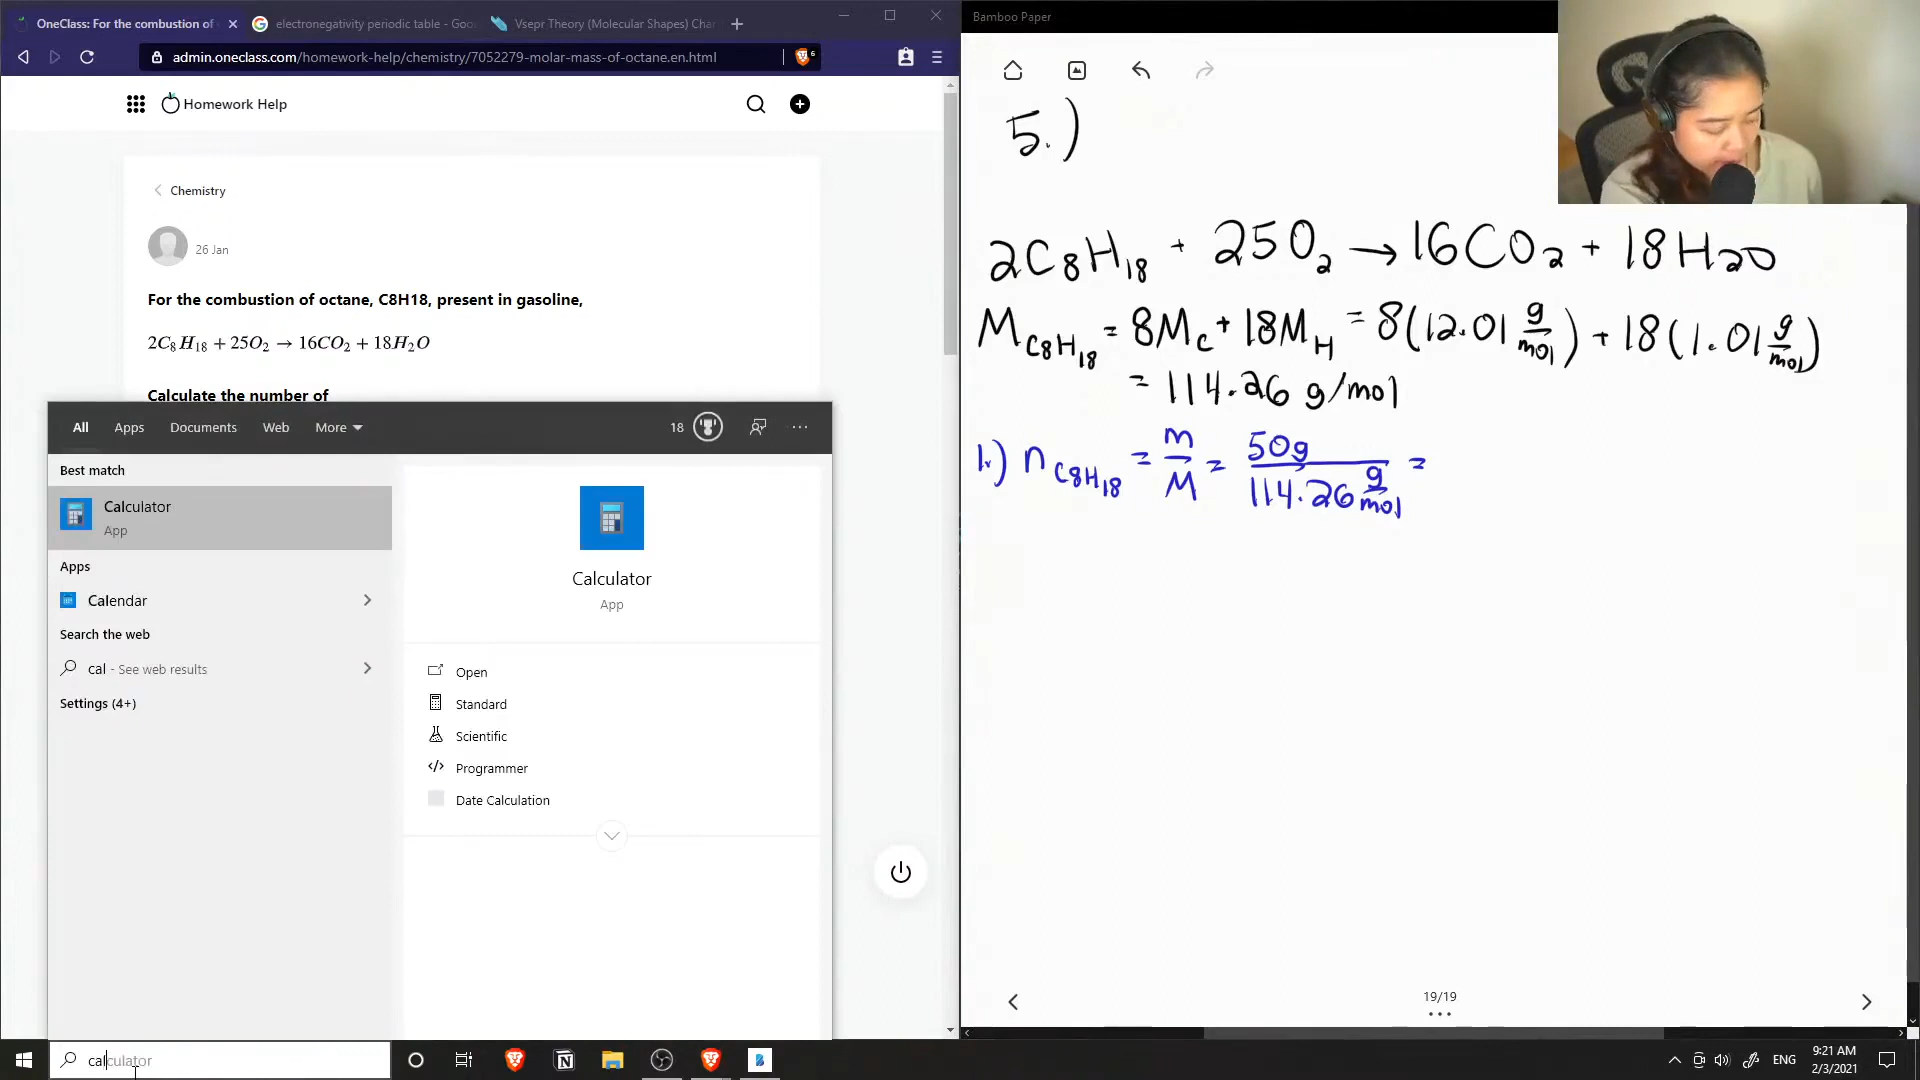 OneClass: For the combustion of
electronegativity periodic table - Goo
Vsepr Theory (Molecular Shapes) Cha
admin.oneclass.com/homework-help/chemistry/7052279-molar-mass-of-octane.en.html
6
Homework Help
Chemistry
26 Jan
For the combustion of octane, C8H18, present in gasoline,
2C₈H₁₈ + 25O₂ → 16CO₂ + 18H₂O
Calculate the number of
All Apps Documents Web More 18
Best match
Calculator
App
Apps
Calendar
Search the web
cal - See web results
Settings (4+)
Calculator
App
Open
Standard
Scientific
Programmer
Date Calculation
calculator
Bamboo Paper
5.)
2C₈H₁₈ + 25O₂ → 16CO₂ + 18H₂O
M C₈H₁₈ = 8M_C + 18M_H = 8(12.01 g/mol) + 18(1.01 g/mol)
= 114.26 g/mol
1.) n C₈H₁₈ = m/M = 50g / 114.26 g/mol =
19/19
ENG
9:21 AM
2/3/2021